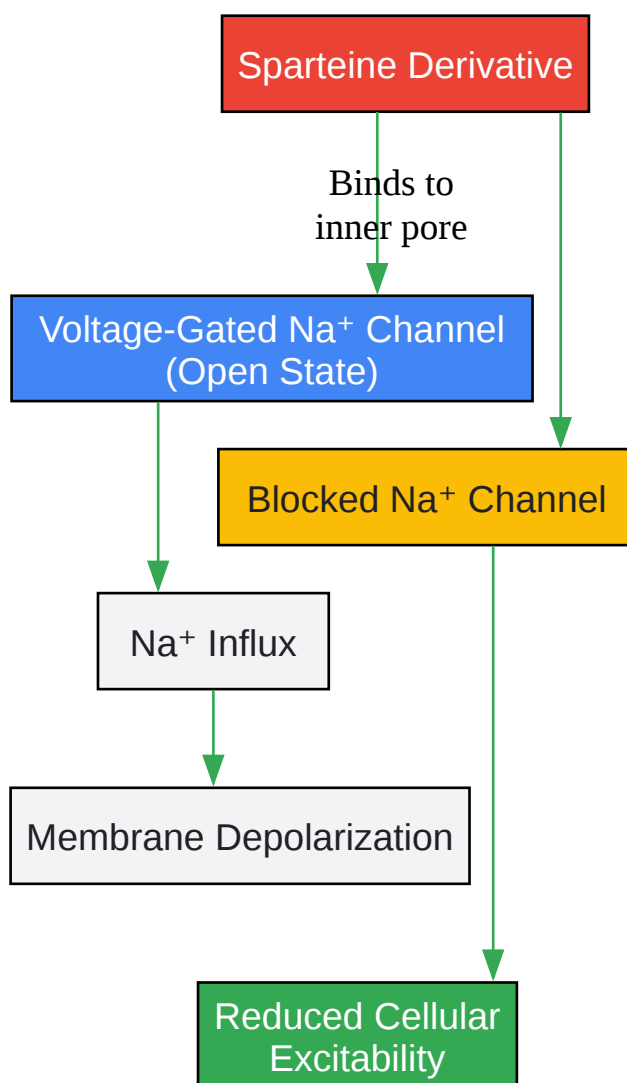 Sparteine Derivative
Binds to
inner pore
Voltage-Gated Na⁺ Channel
(Open State)
Blocked Na⁺ Channel
Na⁺ Influx
Membrane Depolarization
Reduced Cellular
Excitability